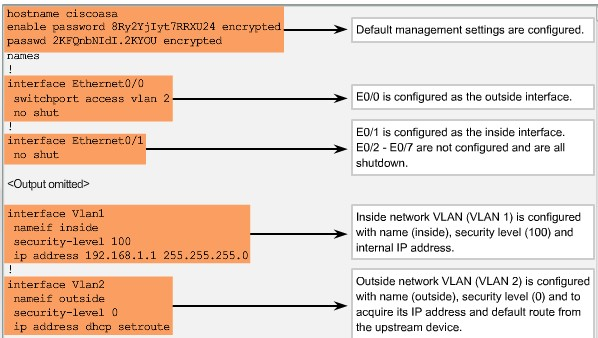 hostname ciscoasa
enable password 8Ry2YjIyt7RRXU24 encrypted
passwd 2KFQnbNIdI.2KYOU encrypted
names
!
Default management settings are configured.
interface Ethernet0/0
switchport access vlan 2
no shut
!
E0/0 is configured as the outside interface.
interface Ethernet0/1
no shut
E0/1 is configured as the inside interface.
E0/2 - E0/7 are not configured and are all
shutdown.
<Output omitted>
interface Vlan1
nameif inside
security-level 100
ip address 192.168.1.1 255.255.255.0
!
Inside network VLAN (VLAN 1) is configured
with name (inside), security level (100) and
internal IP address.
interface Vlan2
nameif outside
security-level 0
ip address dhcp setroute
Outside network VLAN (VLAN 2) is configured
with name (outside), security level (0) and to
acquire its IP address and default route from
the upstream device.